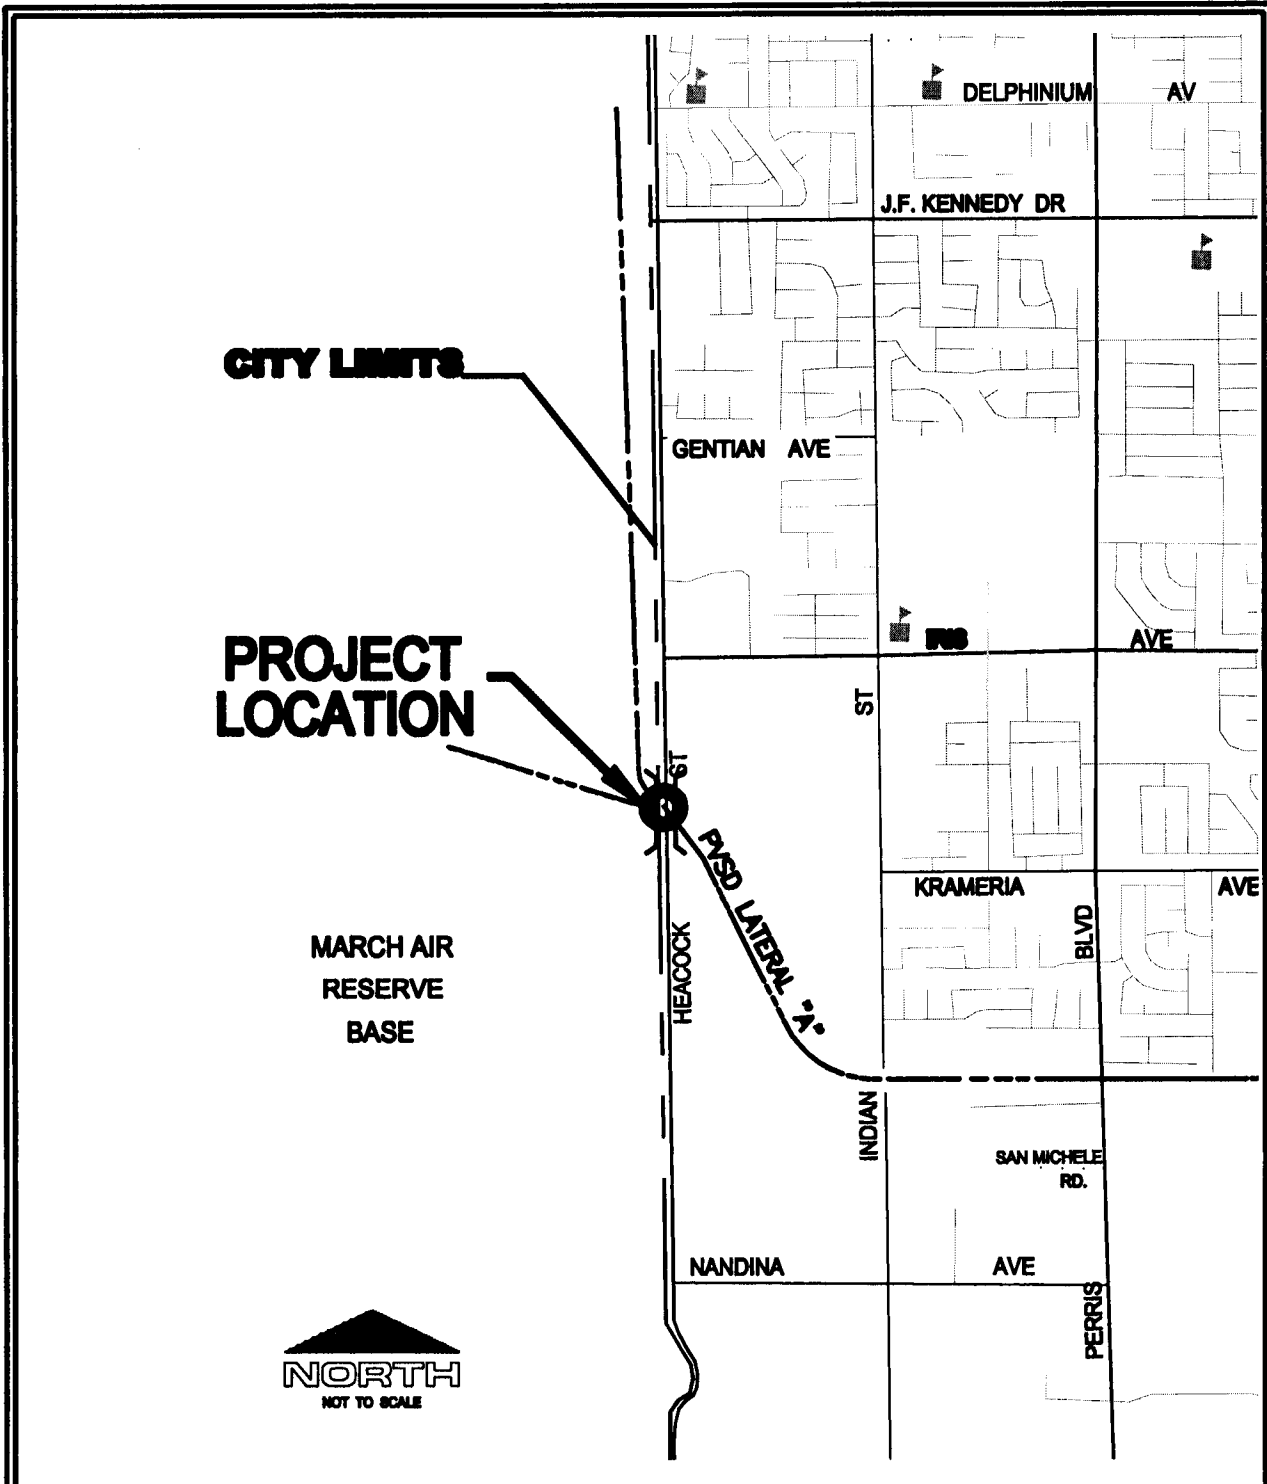 DELPHINIUM AV
J.F. KENNEDY DR
CITY LIMITS
GENTIAN AVE
PROJECT
LOCATION
IRIS AVE
ST
ST
PVSD LATERAL "A"
KRAMERIA AVE
BLVD
HEACOCK
MARCH AIR
RESERVE
BASE
INDIAN
SAN MICHELE
RD.
NANDINA AVE
PERRIS
NORTH
NOT TO SCALE